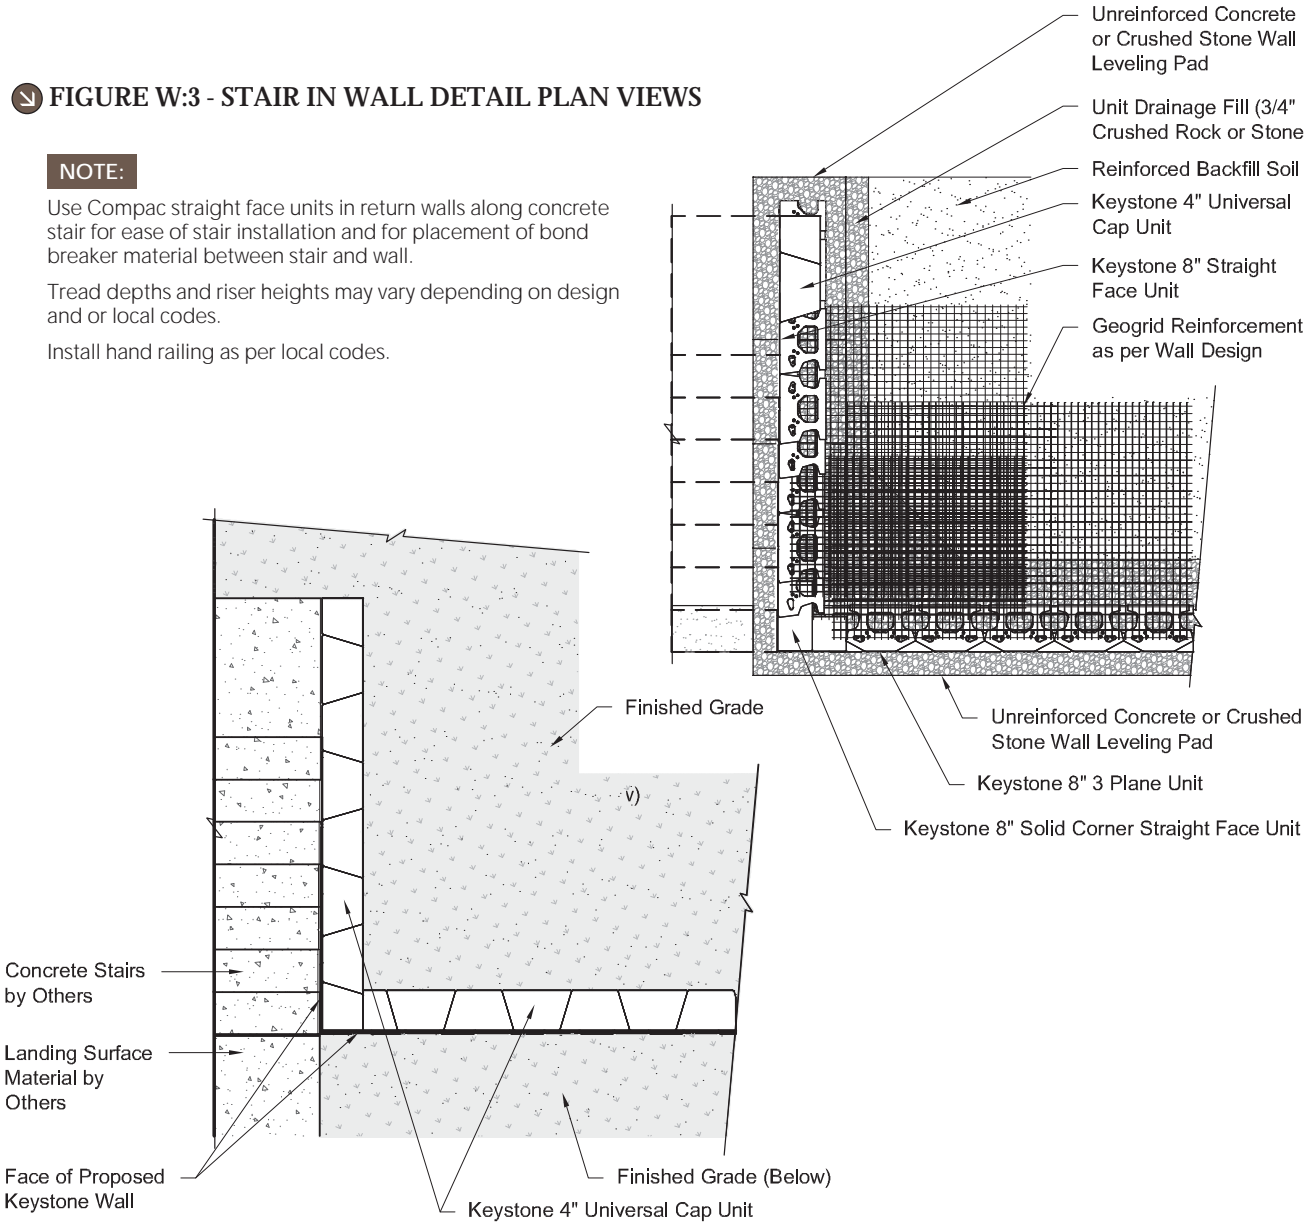 FIGURE W:3 - STAIR IN WALL DETAIL PLAN VIEWS
NOTE:
Use Compac straight face units in return walls along concrete
stair for ease of stair installation and for placement of bond
breaker material between stair and wall.
Tread depths and riser heights may vary depending on design
and or local codes.
Install hand railing as per local codes.
Unreinforced Concrete
or Crushed Stone Wall
Leveling Pad
Unit Drainage Fill (3/4"
Crushed Rock or Stone
Reinforced Backfill Soil
Keystone 4" Universal
Cap Unit
Keystone 8" Straight
Face Unit
Geogrid Reinforcement
as per Wall Design
Unreinforced Concrete or Crushed
Stone Wall Leveling Pad
Keystone 8" 3 Plane Unit
Keystone 8" Solid Corner Straight Face Unit
Finished Grade
v)
Concrete Stairs
by Others
Landing Surface
Material by
Others
Face of Proposed
Keystone Wall
Finished Grade (Below)
Keystone 4" Universal Cap Unit